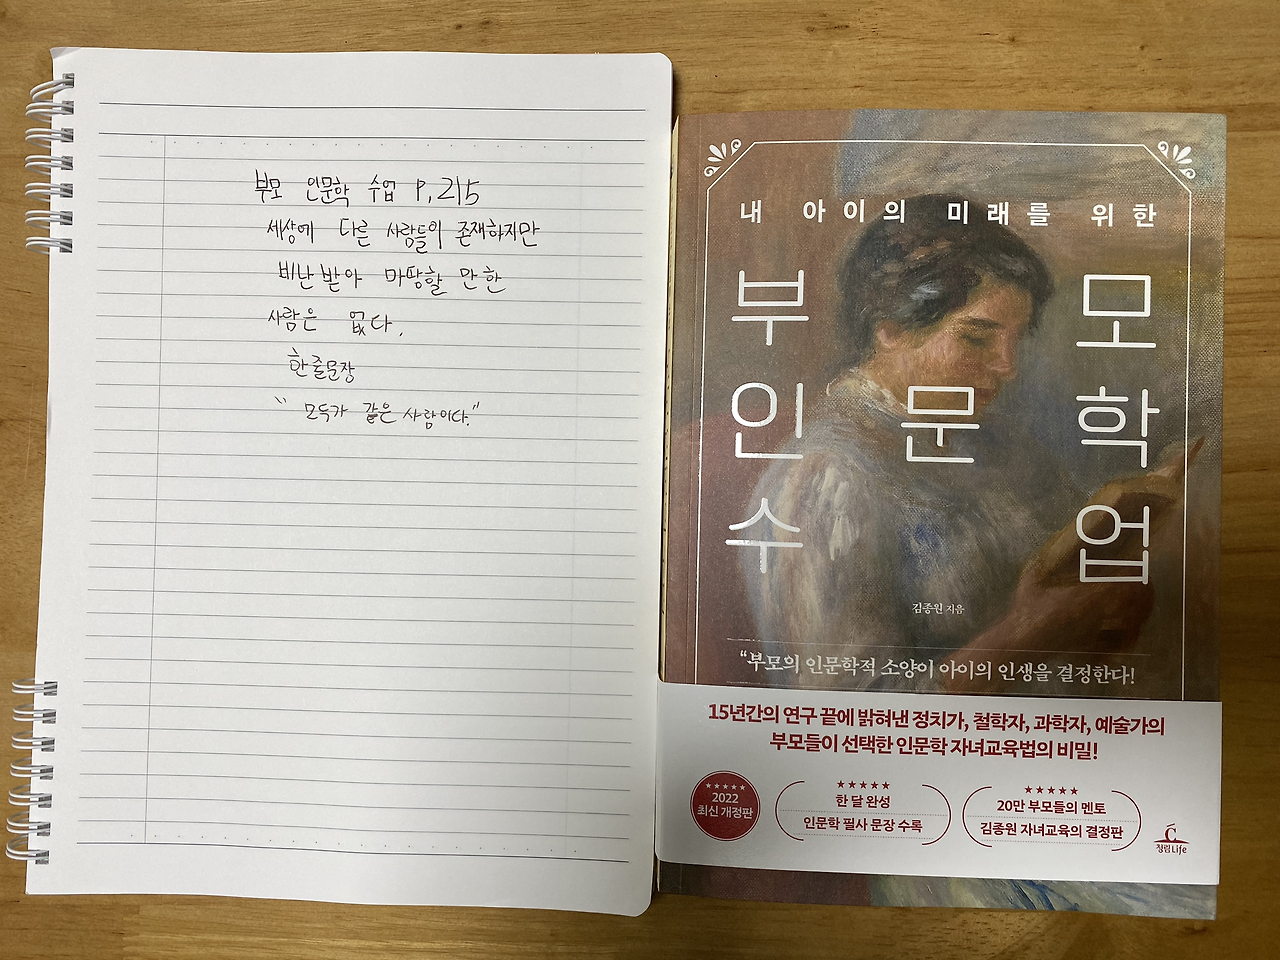 부모 인문학 수업 P.215
세상에 다른 사람들이 존재하지만
비난받아 마땅할 만한
사람은 없다.
한줄문장
"모두가 같은 사람이다."
내 아이의 미래를 위한
부모
인문학
수업
김종원 지음
"부모의 인문학적 소양이 아이의 인생을 결정한다!
15년간의 연구 끝에 밝혀낸 정치가, 철학자, 과학자, 예술가의
부모들이 선택한 인문학 자녀교육법의 비밀!
★★★★★
2022
최신 개정판
★★★★★
한 달 완성
인문학 필사 문장 수록
★★★★★
20만 부모들의 멘토
김종원 자녀교육의 결정판
청림Life